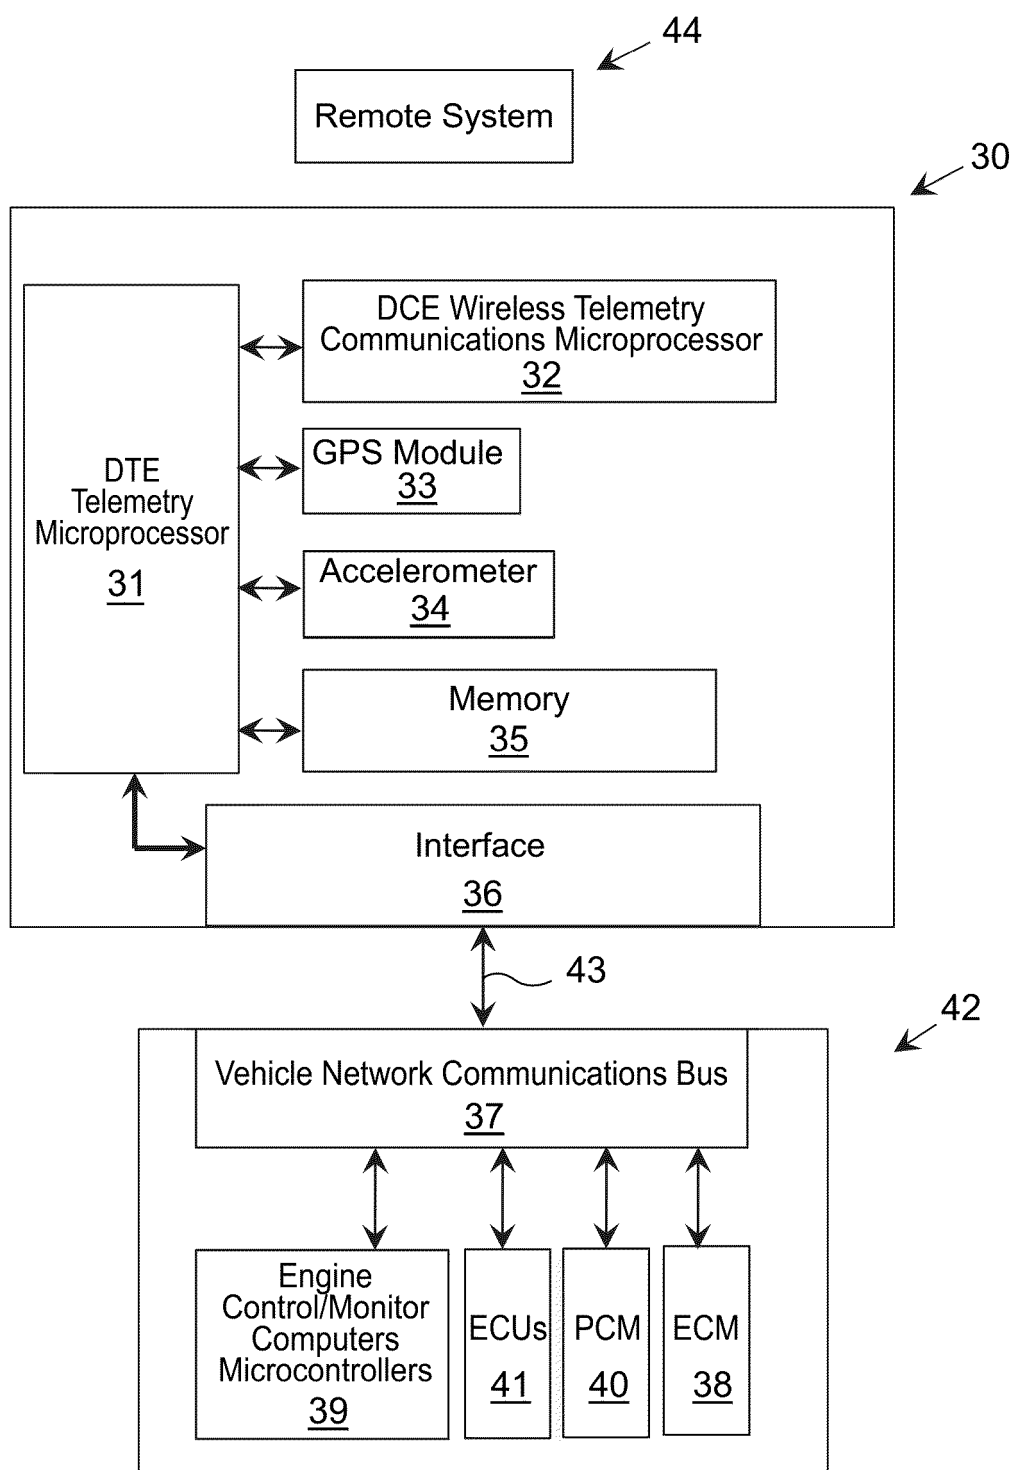 44
Remote System
30
DCE Wireless Telemetry
Communications Microprocessor
32
GPS Module
33
DTE
Telemetry
Microprocessor
31
Accelerometer
34
Memory
35
Interface
36
43
42
Vehicle Network Communications Bus
37
Engine
Control/Monitor
Computers
Microcontrollers
39
ECUs
41
PCM
40
ECM
38